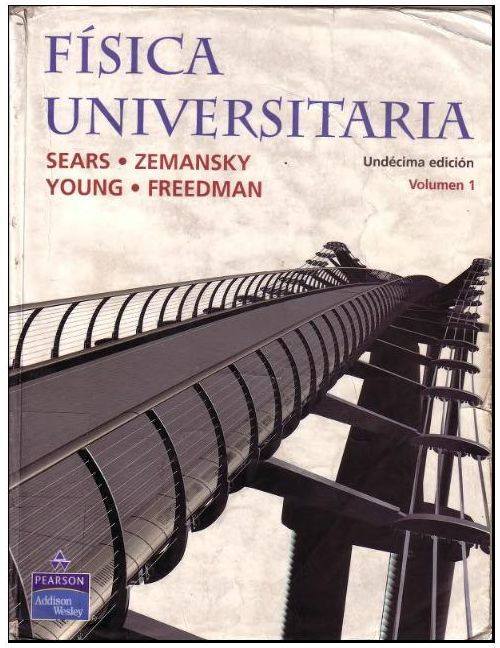 FÍSICA
UNIVERSITARIA
SEARS • ZEMANSKY
YOUNG • FREEDMAN
Undécima edición
Volumen 1
PEARSON
Addison
Wesley